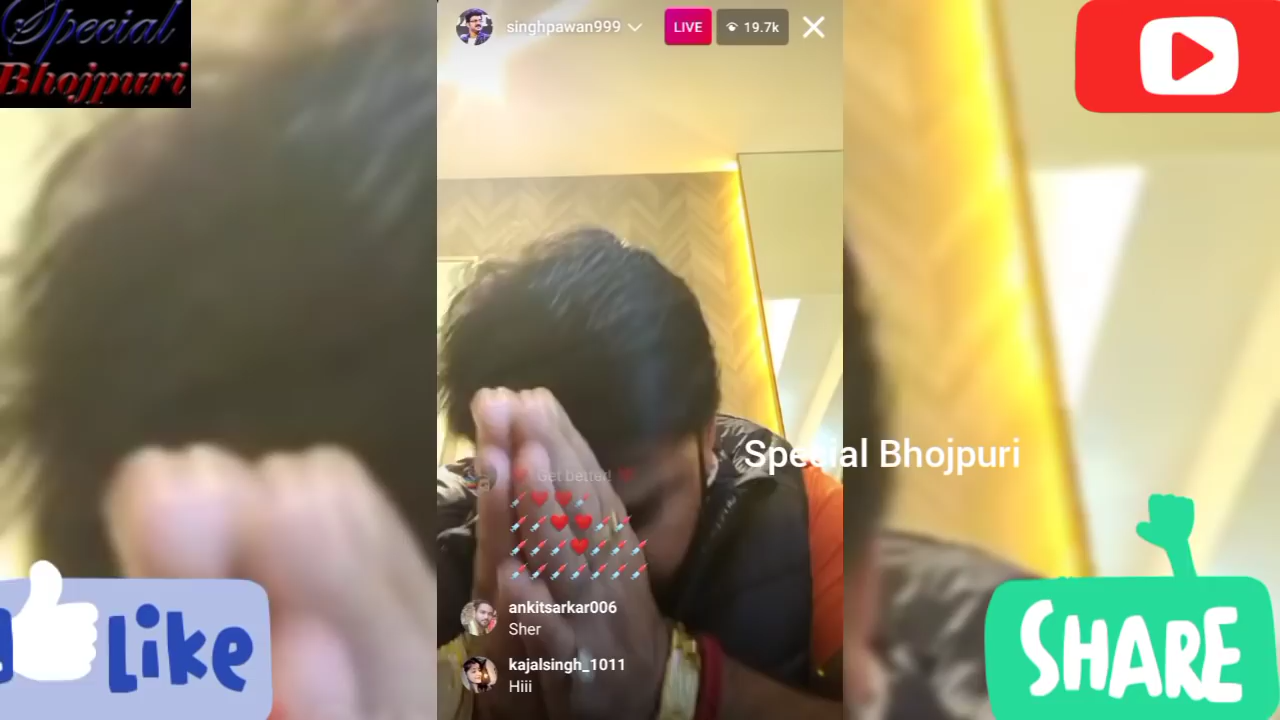 Special
Bhojpuri
singhpawan999
LIVE
19.7k
Get better!
Special Bhojpuri
ankitsarkar006
Sher
kajalsingh_1011
Hiii
Like
SHARE